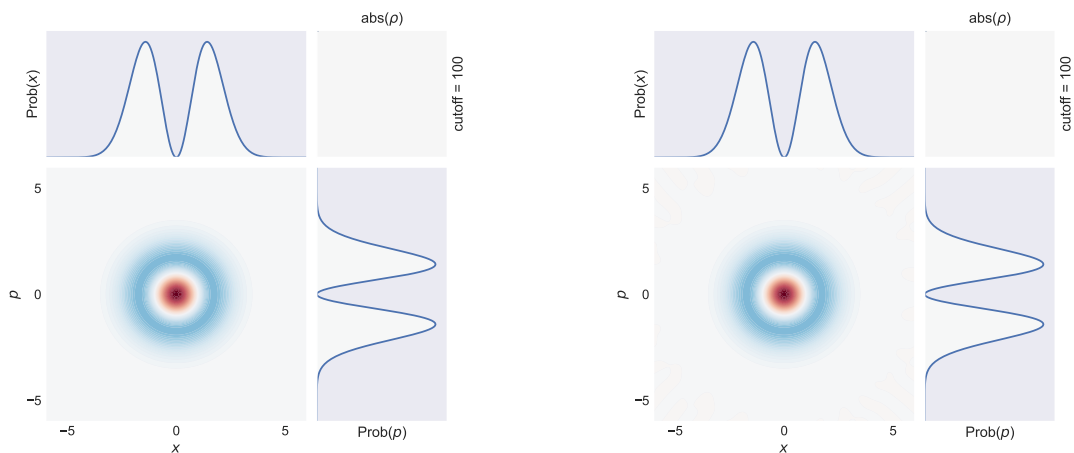 abs(ρ)
Prob(x)
cutoff = 100
5
0
−5
p
−5 0 5
x
Prob(p)
abs(ρ)
Prob(x)
cutoff = 100
5
0
−5
p
−5 0 5
x
Prob(p)